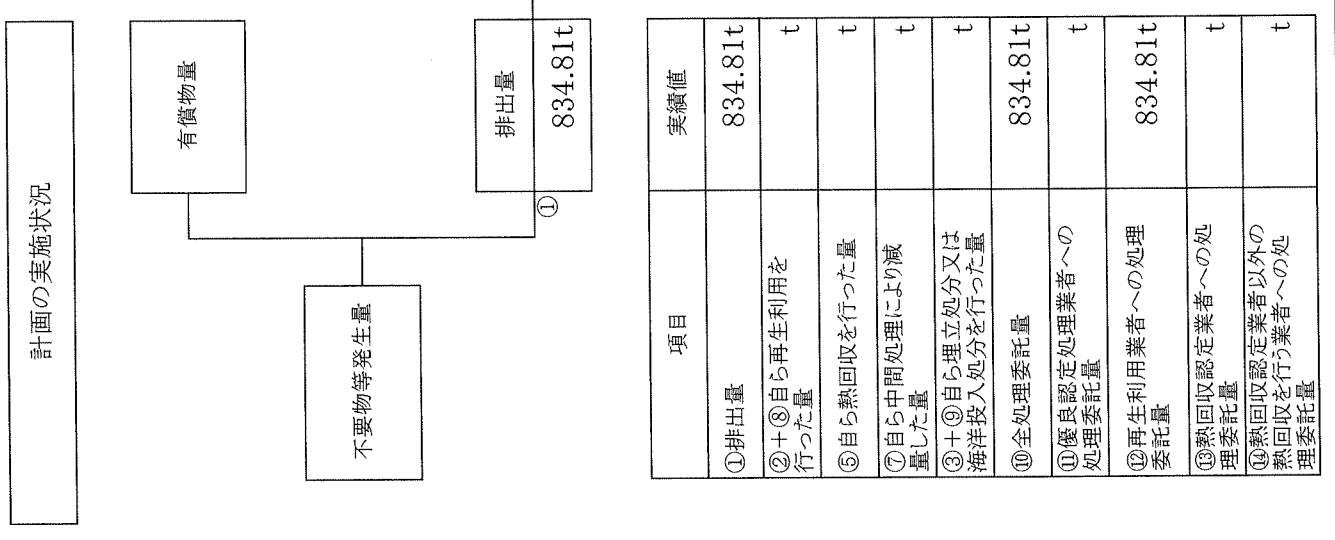 計画の実施状況
有償物量
不要物等発生量
排出量
①
834.81t
項目
実績値
①排出量
834.81t
②+⑧自ら再生利用を
行った量
t
⑤自ら熱回収を行った量
t
⑦自ら中間処理により減
量した量
t
③+⑨自ら埋立処分又は
海洋投入処分を行った量
t
⑩全処理委託量
834.81t
⑪優良認定処理業者への
処理委託量
t
⑫再生利用業者への処理
委託量
834.81t
⑬熱回収認定業者への処
理委託量
t
⑭熱回収認定業者以外の
熱回収を行う業者への処
理委託量
t